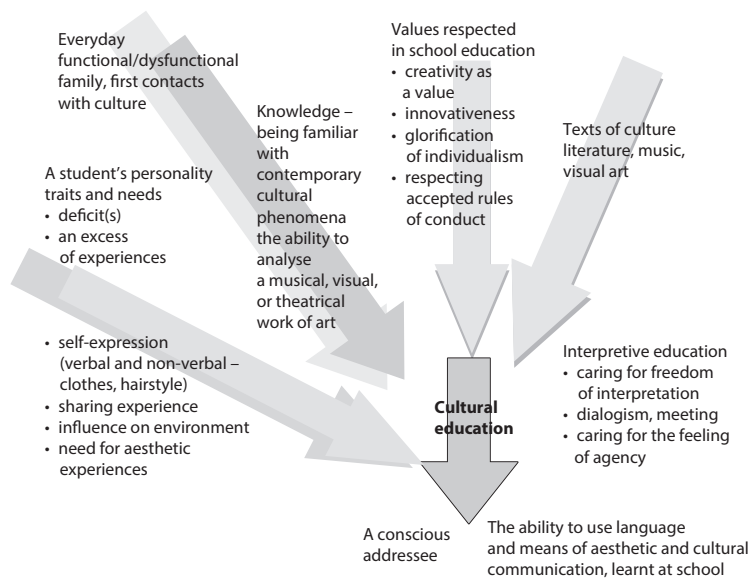 Everyday
functional/dysfunctional
family, first contacts
with culture
A student's personality
traits and needs
• deficit(s)
• an excess
of experiences
• self-expression
(verbal and non-verbal –
clothes, hairstyle)
• sharing experience
• influence on environment
• need for aesthetic
experiences
Knowledge –
being familiar
with
contemporary
cultural
phenomena
the ability to
analyse
a musical, visual,
or theatrical
work of art
Values respected
in school education
• creativity as
a value
• innovativeness
• glorification
of individualism
• respecting
accepted rules
of conduct
Texts of culture
literature, music,
visual art
Interpretive education
• caring for freedom
of interpretation
• dialogism, meeting
• caring for the feeling
of agency
Cultural
education
A conscious
addressee
The ability to use language
and means of aesthetic and cultural
communication, learnt at school